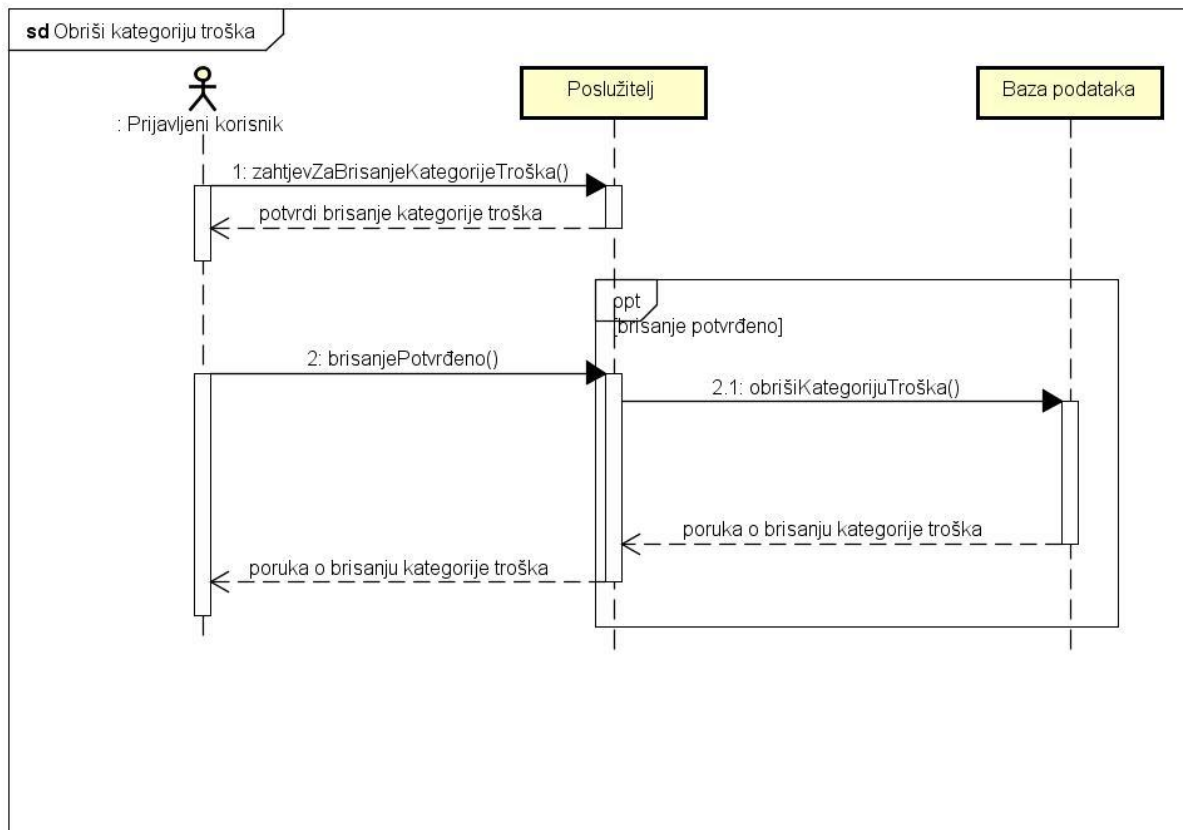 sd Obriši kategoriju troška
: Prijavljeni korisnik
Poslužitelj
Baza podataka
1: zahtjevZaBrisanjeKategorijeTroška()
potvrdi brisanje kategorije troška
opt
[brisanje potvrđeno]
2: brisanjePotvrđeno()
2.1: obrišiKategorijuTroška()
poruka o brisanju kategorije troška
poruka o brisanju kategorije troška